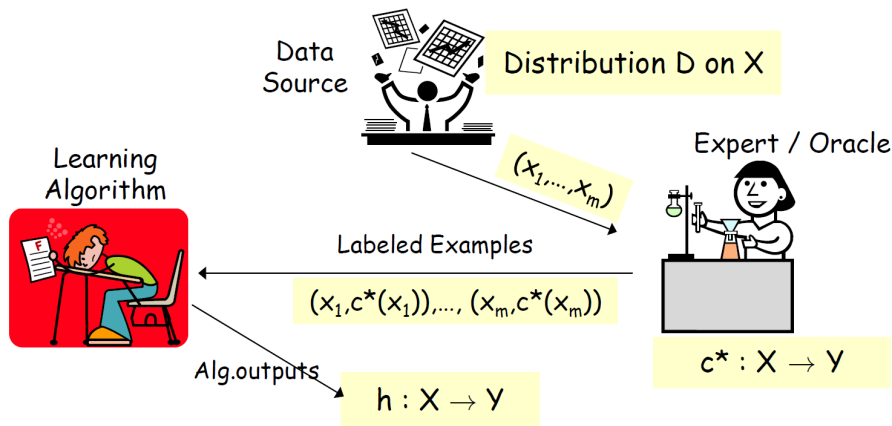 Data
Source
Distribution D on X
Expert / Oracle
(x₁,...,xₘ)
Learning
Algorithm
F
Labeled Examples
(x₁,c*(x₁)),..., (xₘ,c*(xₘ))
c* : X → Y
Alg.outputs
h : X → Y